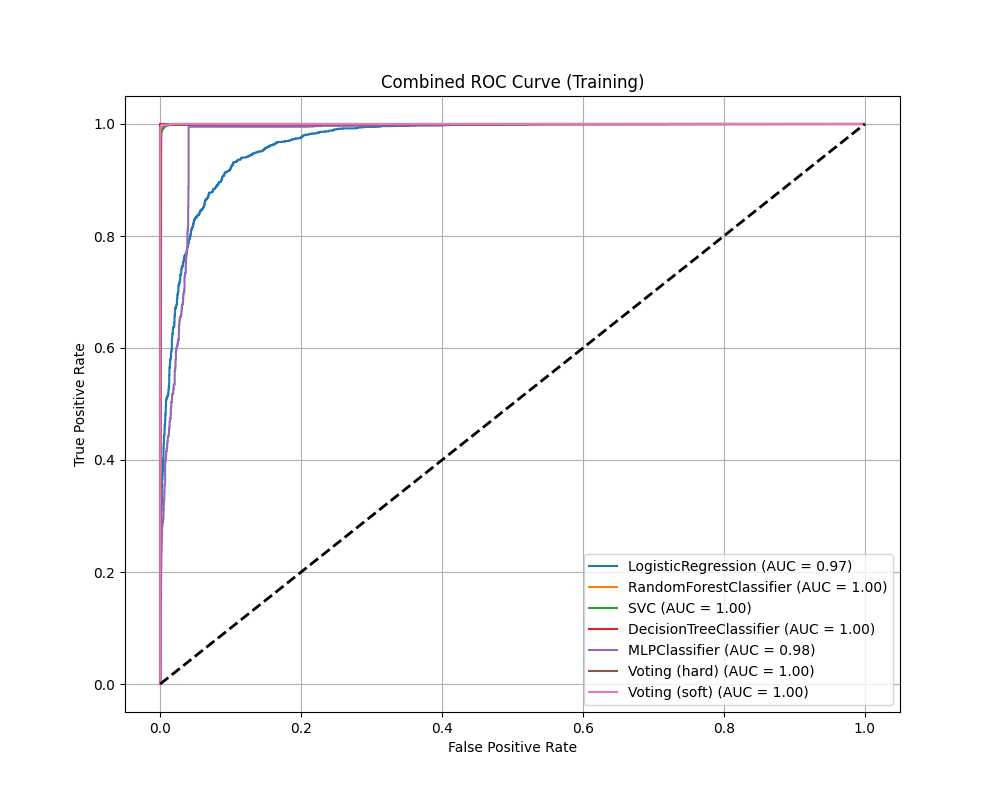 Combined ROC Curve (Training)
True Positive Rate
1.0
0.8
0.6
0.4
0.2
0.0
0.0 0.2 0.4 0.6 0.8 1.0
False Positive Rate
LogisticRegression (AUC = 0.97)
RandomForestClassifier (AUC = 1.00)
SVC (AUC = 1.00)
DecisionTreeClassifier (AUC = 1.00)
MLPClassifier (AUC = 0.98)
Voting (hard) (AUC = 1.00)
Voting (soft) (AUC = 1.00)